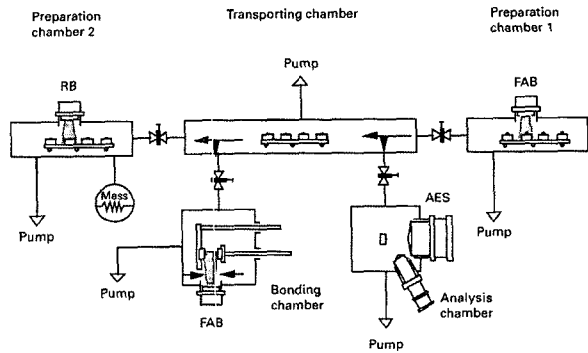 Preparation
chamber 2
Transporting chamber
Preparation
chamber 1
RB
Pump
FAB
Mass
AES
Pump
Pump
Pump
Bonding
chamber
FAB
Analysis
chamber
Pump